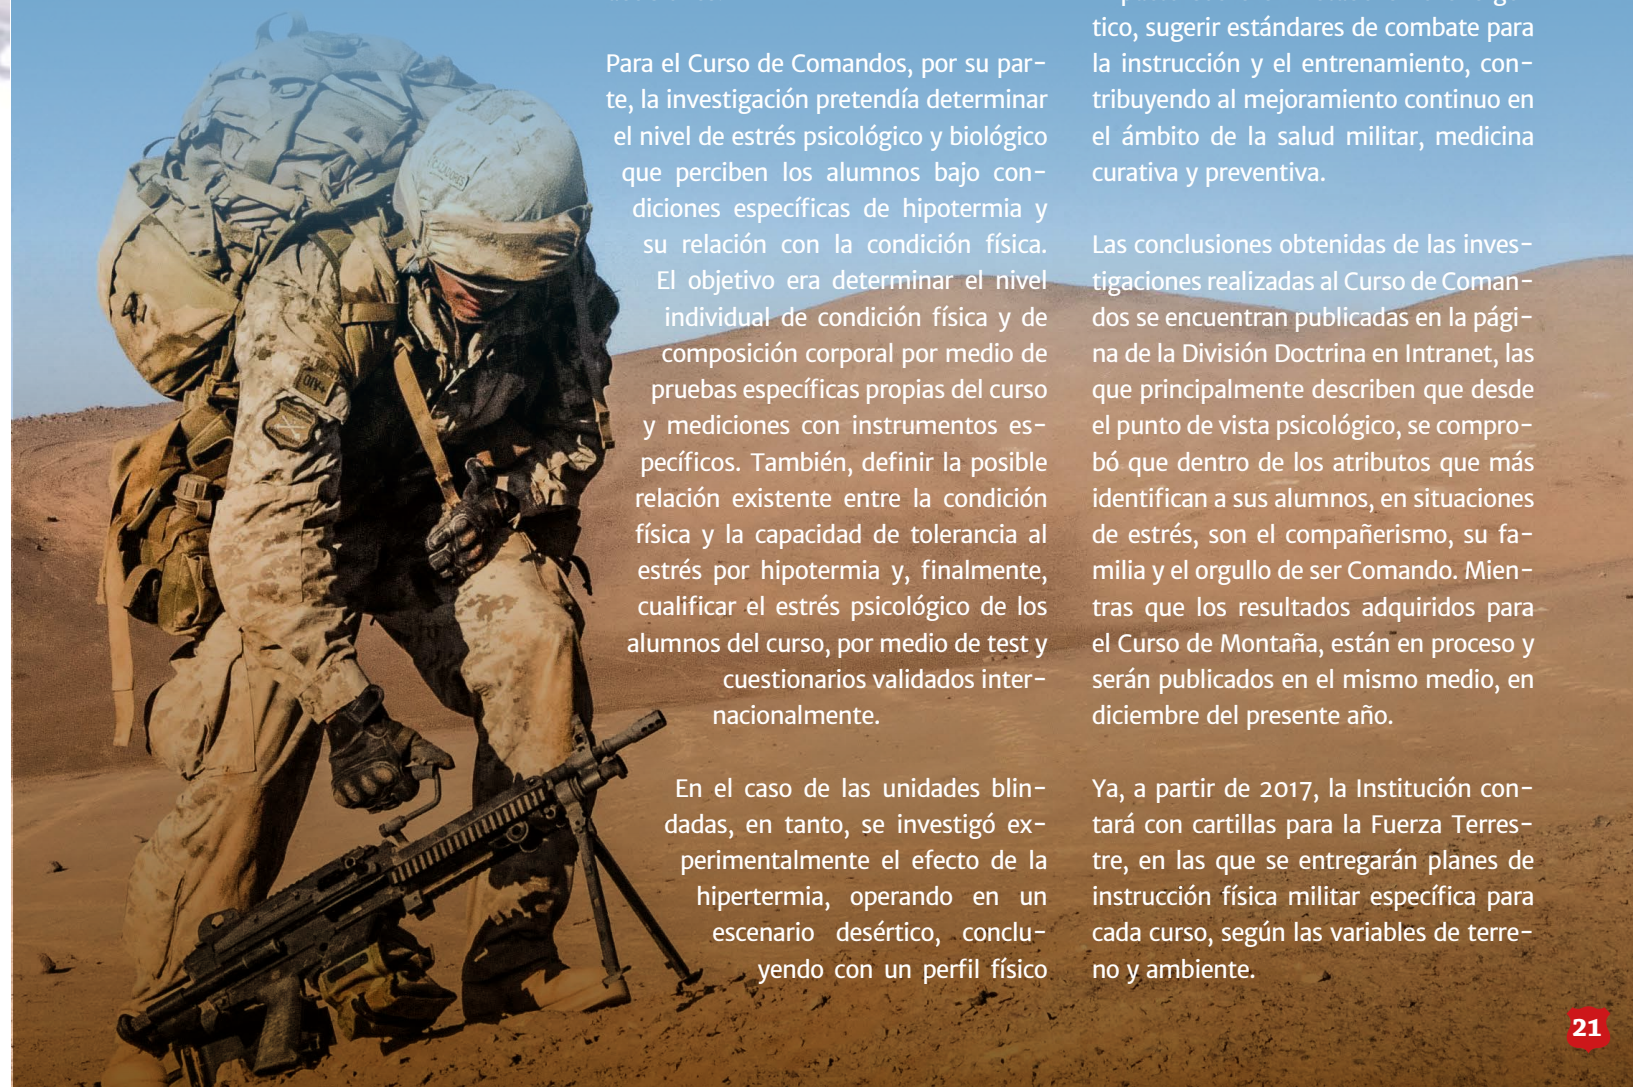 Para el Curso de Comandos, por su par-
te, la investigación pretendía determinar
el nivel de estrés psicológico y biológico
que perciben los alumnos bajo con-
diciones específicas de hipotermia y
su relación con la condición física.
El objetivo era determinar el nivel
individual de condición física y de
composición corporal por medio de
pruebas específicas propias del curso
y mediciones con instrumentos es-
pecíficos. También, definir la posible
relación existente entre la condición
física y la capacidad de tolerancia al
estrés por hipotermia y, finalmente,
cualificar el estrés psicológico de los
alumnos del curso, por medio de test y
cuestionarios validados inter-
nacionalmente.
En el caso de las unidades blin-
dadas, en tanto, se investigó ex-
perimentalmente el efecto de la
hipertermia, operando en un
escenario desértico, conclu-
yendo con un perfil físico
tico, sugerir estándares de combate para
la instrucción y el entrenamiento, con-
tribuyendo al mejoramiento continuo en
el ámbito de la salud militar, medicina
curativa y preventiva.
Las conclusiones obtenidas de las inves-
tigaciones realizadas al Curso de Coman-
dos se encuentran publicadas en la pági-
na de la División Doctrina en Intranet, las
que principalmente describen que desde
el punto de vista psicológico, se compro-
bó que dentro de los atributos que más
identifican a sus alumnos, en situaciones
de estrés, son el compañerismo, su fa-
milia y el orgullo de ser Comando. Mien-
tras que los resultados adquiridos para
el Curso de Montaña, están en proceso y
serán publicados en el mismo medio, en
diciembre del presente año.
Ya, a partir de 2017, la Institución con-
tará con cartillas para la Fuerza Terres-
tre, en las que se entregarán planes de
instrucción física militar específica para
cada curso, según las variables de terre-
no y ambiente.
21